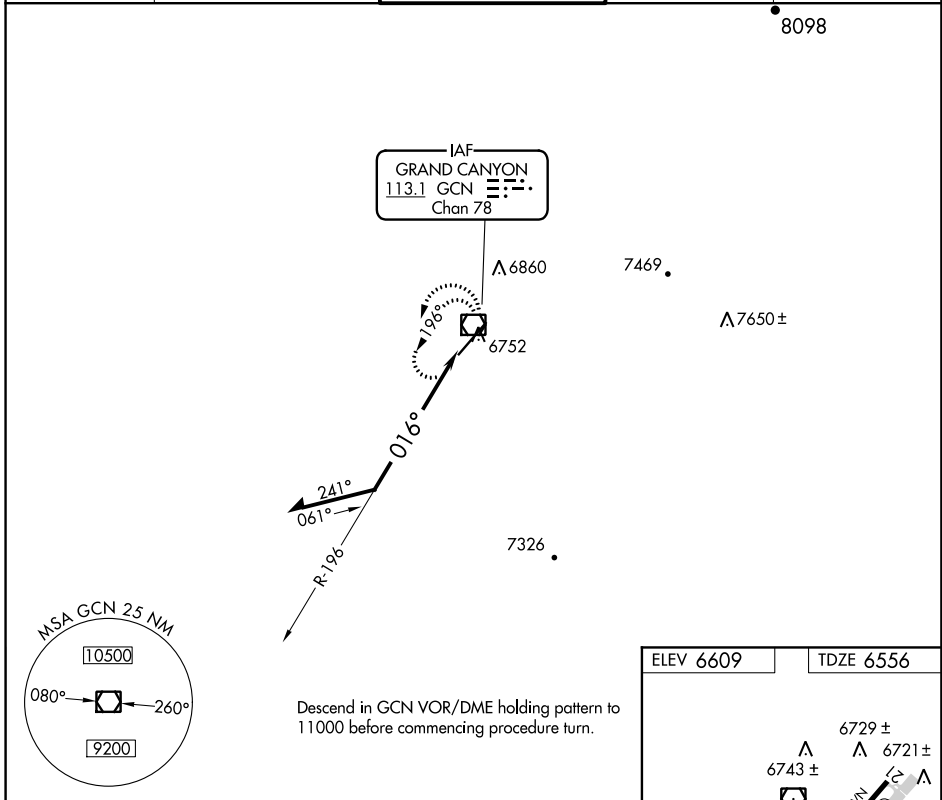 8098
IAF
GRAND CANYON
113.1 GCN
Chan 78
6860
7469
7650 ±
196°
6752
016°
241°
061°
R-196
7326
MSA GCN 25 NM
10500
080°
260°
9200
Descend in GCN VOR/DME holding pattern to
11000 before commencing procedure turn.
ELEV 6609
TDZE 6556
6729 ±
6721 ±
6743 ±
21